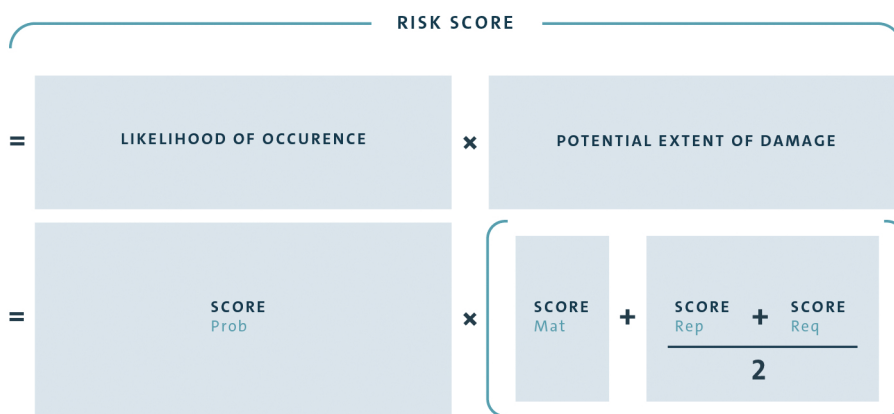 RISK SCORE
= LIKELIHOOD OF OCCURENCE × POTENTIAL EXTENT OF DAMAGE
= SCORE × ( SCORE + SCORE + SCORE )
Prob Mat Rep Req
2